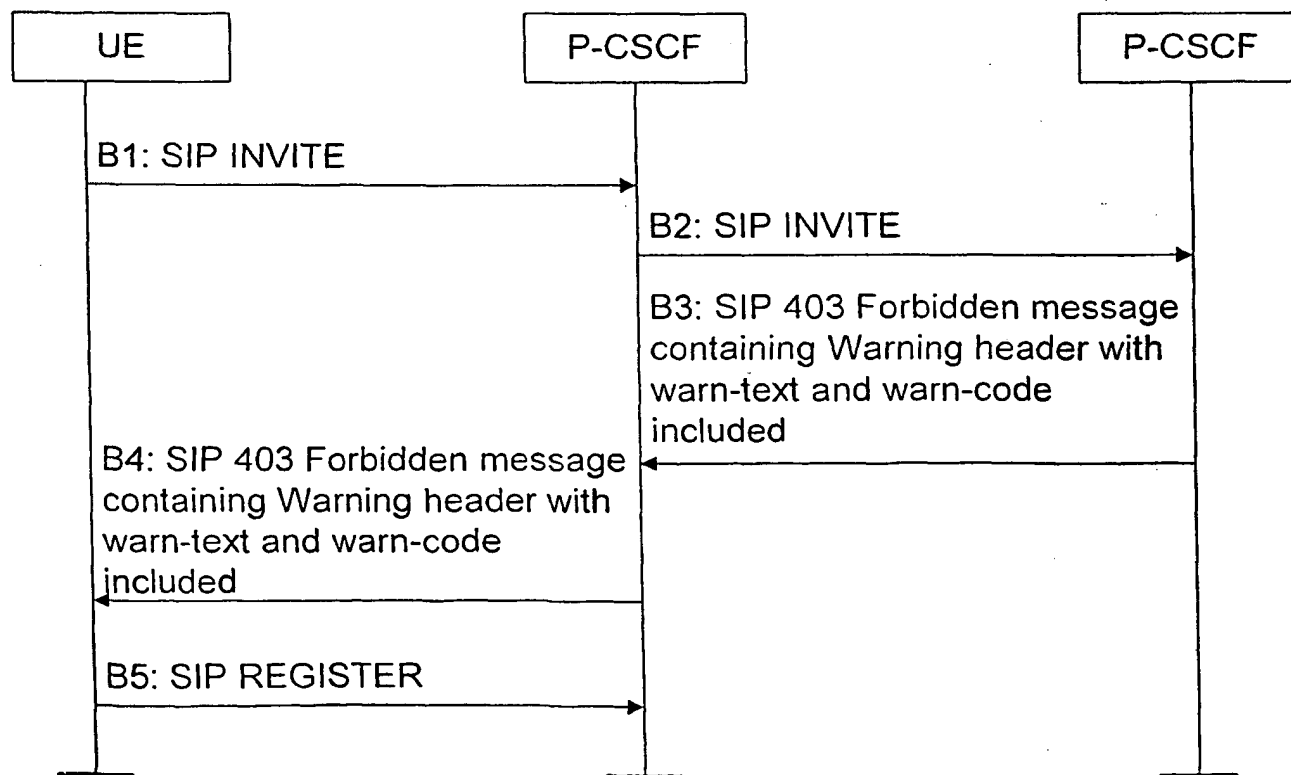 UE
P-CSCF
P-CSCF
B1: SIP INVITE
B2: SIP INVITE
B3: SIP 403 Forbidden message
containing Warning header with
warn-text and warn-code
included
B4: SIP 403 Forbidden message
containing Warning header with
warn-text and warn-code
included
B5: SIP REGISTER